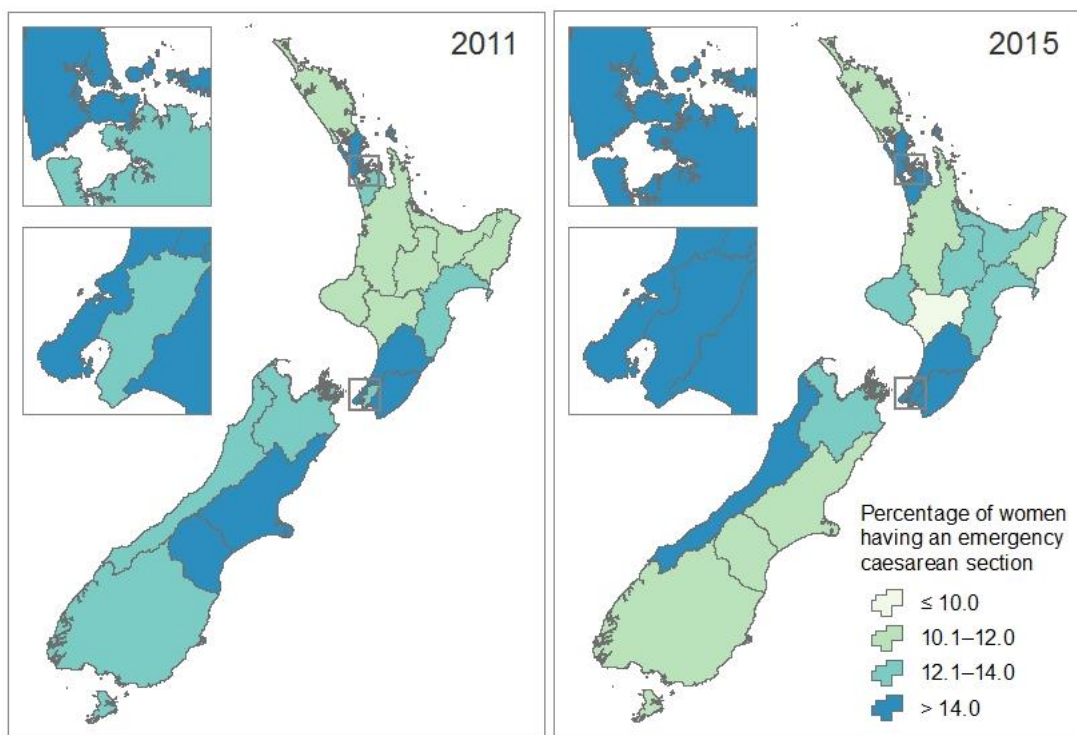 2011
2015
Percentage of women
having an emergency
caesarean section
≤ 10.0
10.1–12.0
12.1–14.0
> 14.0